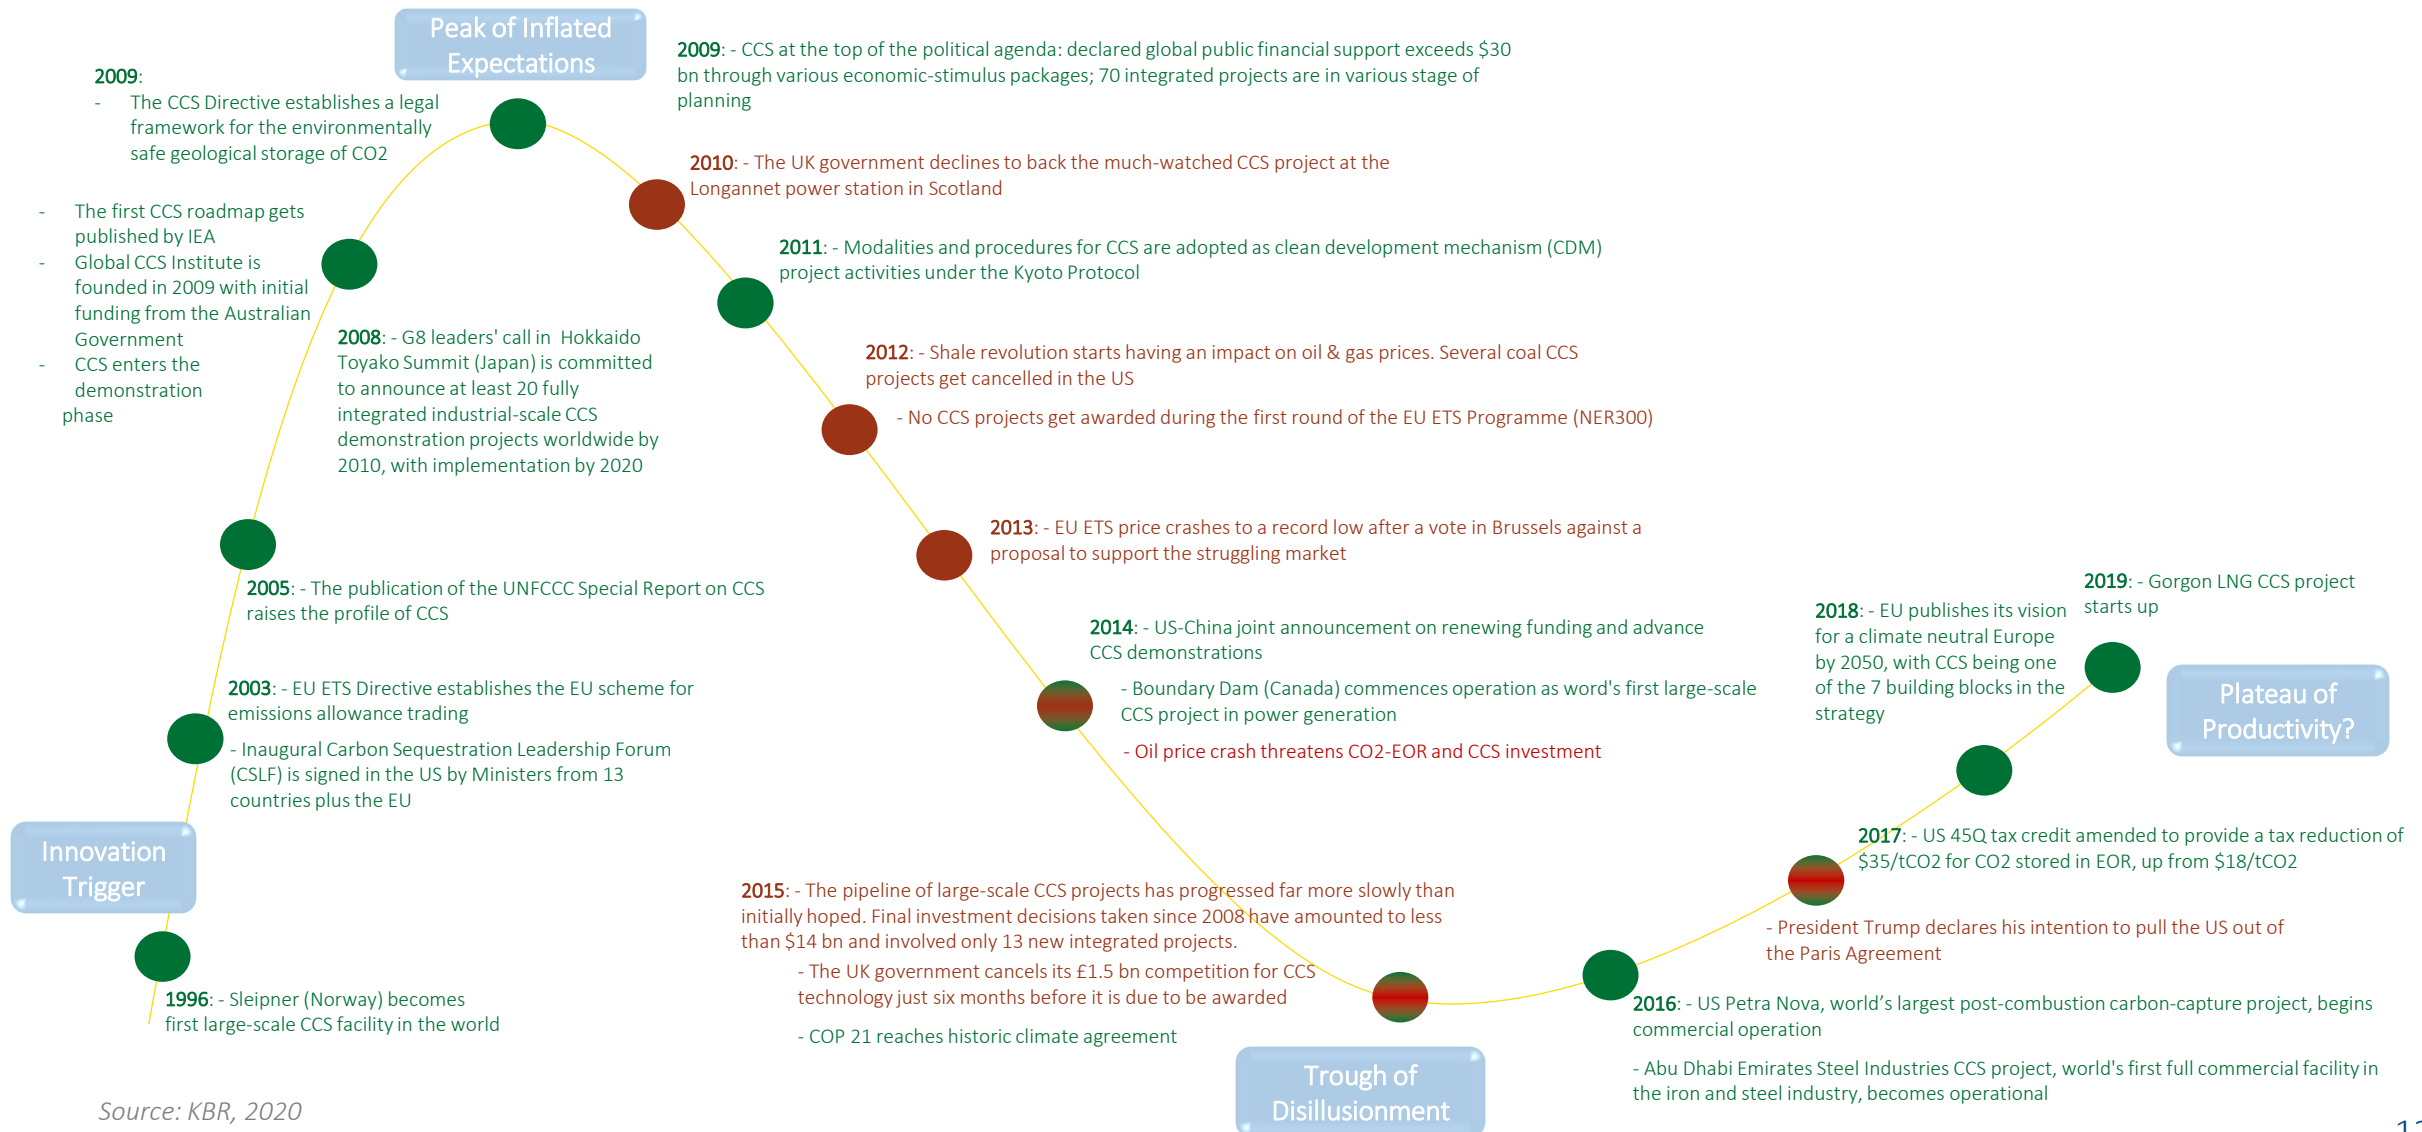 Peak of Inflated
Expectations
2009:
- The CCS Directive establishes a legal
framework for the environmentally
safe geological storage of CO2
- The first CCS roadmap gets
published by IEA
- Global CCS Institute is
founded in 2009 with initial
funding from the Australian
Government
- CCS enters the
demonstration
phase
2009: - CCS at the top of the political agenda: declared global public financial support exceeds $30
bn through various economic-stimulus packages; 70 integrated projects are in various stage of
planning
2010: - The UK government declines to back the much-watched CCS project at the
Longannet power station in Scotland
2011: - Modalities and procedures for CCS are adopted as clean development mechanism (CDM)
project activities under the Kyoto Protocol
2008: - G8 leaders' call in Hokkaido
Toyako Summit (Japan) is committed
to announce at least 20 fully
integrated industrial-scale CCS
demonstration projects worldwide by
2010, with implementation by 2020
2012: - Shale revolution starts having an impact on oil & gas prices. Several coal CCS
projects get cancelled in the US
- No CCS projects get awarded during the first round of the EU ETS Programme (NER300)
2013: - EU ETS price crashes to a record low after a vote in Brussels against a
proposal to support the struggling market
2005: - The publication of the UNFCCC Special Report on CCS
raises the profile of CCS
2014: - US-China joint announcement on renewing funding and advance
CCS demonstrations
- Boundary Dam (Canada) commences operation as word's first large-scale
CCS project in power generation
- Oil price crash threatens CO2-EOR and CCS investment
2003: - EU ETS Directive establishes the EU scheme for
emissions allowance trading
- Inaugural Carbon Sequestration Leadership Forum
(CSLF) is signed in the US by Ministers from 13
countries plus the EU
2018: - EU publishes its vision
for a climate neutral Europe
by 2050, with CCS being one
of the 7 building blocks in the
strategy
2019: - Gorgon LNG CCS project
starts up
Plateau of
Productivity?
Innovation
Trigger
2017: - US 45Q tax credit amended to provide a tax reduction of
$35/tCO2 for CO2 stored in EOR, up from $18/tCO2
- President Trump declares his intention to pull the US out of
the Paris Agreement
2015: - The pipeline of large-scale CCS projects has progressed far more slowly than
initially hoped. Final investment decisions taken since 2008 have amounted to less
than $14 bn and involved only 13 new integrated projects.
- The UK government cancels its £1.5 bn competition for CCS
technology just six months before it is due to be awarded
- COP 21 reaches historic climate agreement
1996: - Sleipner (Norway) becomes
first large-scale CCS facility in the world
2016: - US Petra Nova, world’s largest post-combustion carbon-capture project, begins
commercial operation
- Abu Dhabi Emirates Steel Industries CCS project, world's first full commercial facility in
the iron and steel industry, becomes operational
Trough of
Disillusionment
Source: KBR, 2020